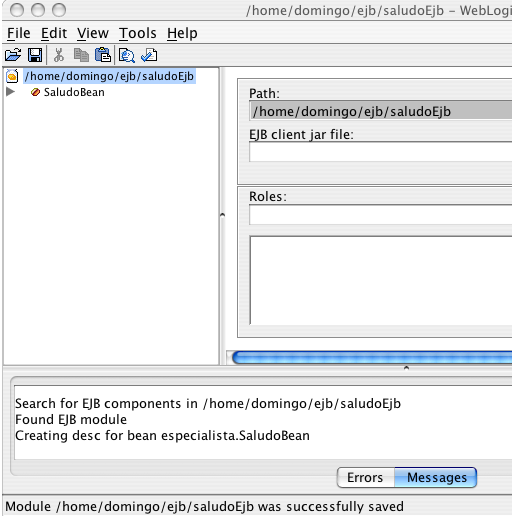 /home/domingo/ejb/saludoEjb – WebLogi
File Edit View Tools Help
/home/domingo/ejb/saludoEjb
SaludoBean
Path:
/home/domingo/ejb/saludoEjb
EJB client jar file:
Roles:
Search for EJB components in /home/domingo/ejb/saludoEjb
Found EJB module
Creating desc for bean especialista.SaludoBean
Errors Messages
Module /home/domingo/ejb/saludoEjb was successfully saved